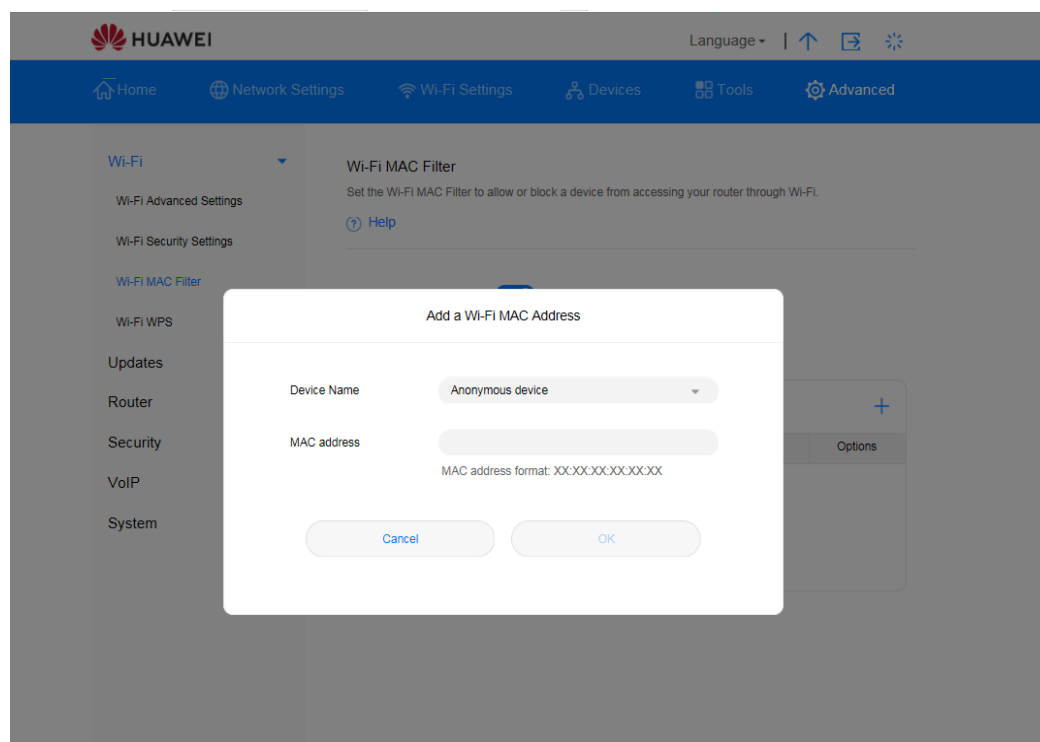 HUAWEI
Language
Home
Network Settings
Wi-Fi Settings
Devices
Tools
Advanced
Wi-Fi
Wi-Fi Advanced Settings
Wi-Fi Security Settings
Wi-Fi MAC Filter
Wi-Fi WPS
Updates
Router
Security
VoIP
System
Wi-Fi MAC Filter
Set the Wi-Fi MAC Filter to allow or block a device from accessing your router through Wi-Fi.
? Help
Options
Add a Wi-Fi MAC Address
Device Name
Anonymous device
MAC address
MAC address format: XX:XX:XX:XX:XX:XX
Cancel
OK